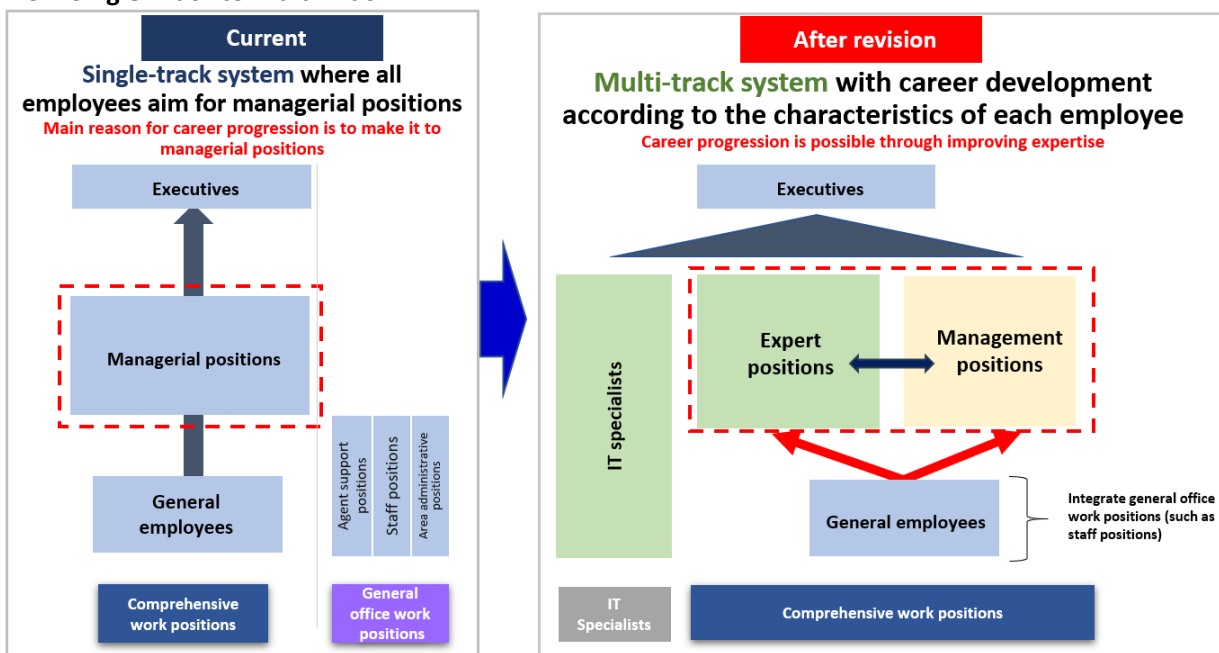 Current
Single-track system where all
employees aim for managerial positions
Main reason for career progression is to make it to
managerial positions
Executives
Managerial positions
General
employees
Agent support
positions
Staff positions
Area administrative
positions
Comprehensive
work positions
General
office work
positions
After revision
Multi-track system with career development
according to the characteristics of each employee
Career progression is possible through improving expertise
Executives
IT specialists
Expert
positions
Management
positions
General employees
Integrate general office
work positions (such as
staff positions)
IT
Specialists
Comprehensive work positions